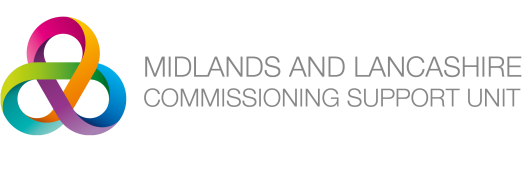 MIDLANDS AND LANCASHIRE
COMMISSIONING SUPPORT UNIT